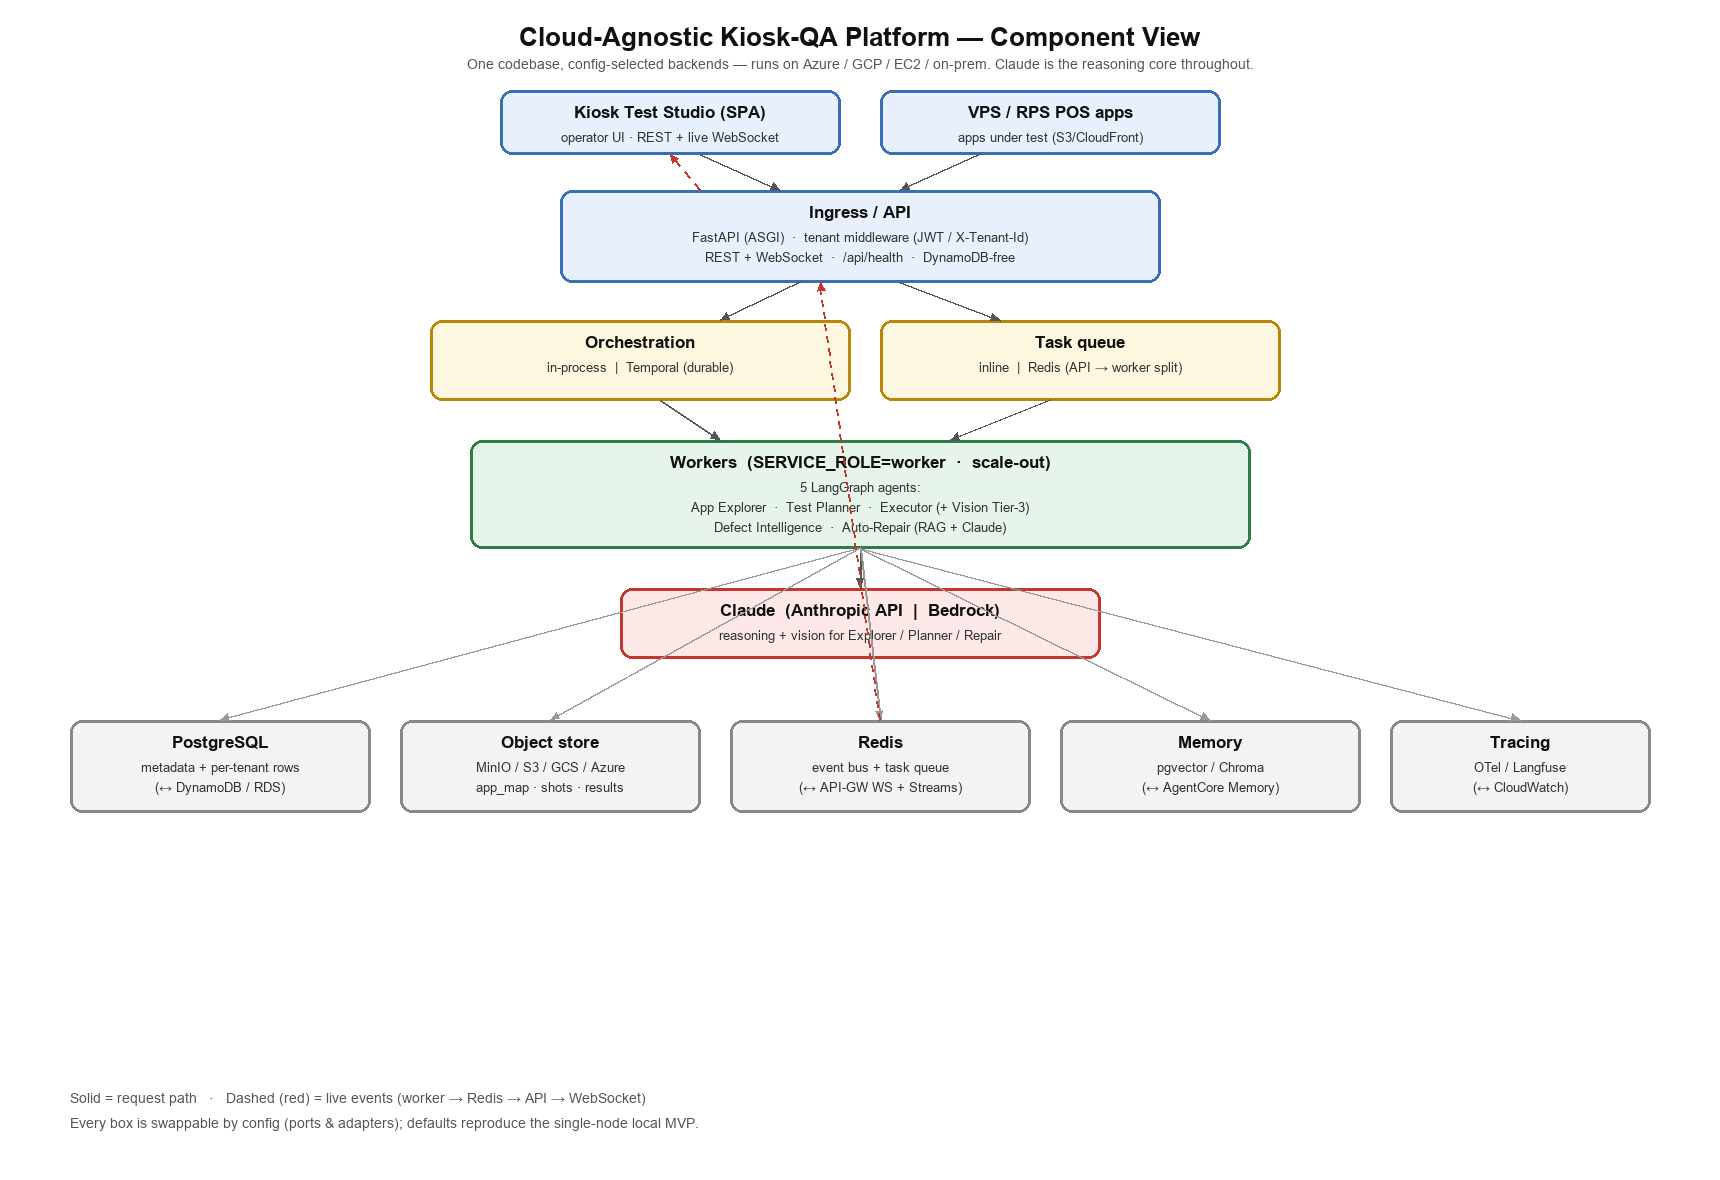 Cloud-Agnostic Kiosk-QA Platform — Component View
One codebase, config-selected backends — runs on Azure / GCP / EC2 / on-prem. Claude is the reasoning core throughout.
Kiosk Test Studio (SPA)
operator UI · REST + live WebSocket
VPS / RPS POS apps
apps under test (S3/CloudFront)
Ingress / API
FastAPI (ASGI) · tenant middleware (JWT / X-Tenant-Id)
REST + WebSocket · /api/health · DynamoDB-free
Orchestration
in-process | Temporal (durable)
Task queue
inline | Redis (API → worker split)
Workers (SERVICE_ROLE=worker · scale-out)
5 LangGraph agents:
App Explorer · Test Planner · Executor (+ Vision Tier-3)
Defect Intelligence · Auto-Repair (RAG + Claude)
Claude (Anthropic API | Bedrock)
reasoning + vision for Explorer / Planner / Repair
PostgreSQL
metadata + per-tenant rows
(↔ DynamoDB / RDS)
Object store
MinIO / S3 / GCS / Azure
app_map · shots · results
Redis
event bus + task queue
(↔ API-GW WS + Streams)
Memory
pgvector / Chroma
(↔ AgentCore Memory)
Tracing
OTel / Langfuse
(↔ CloudWatch)
Solid = request path · Dashed (red) = live events (worker → Redis → API → WebSocket)
Every box is swappable by config (ports & adapters); defaults reproduce the single-node local MVP.